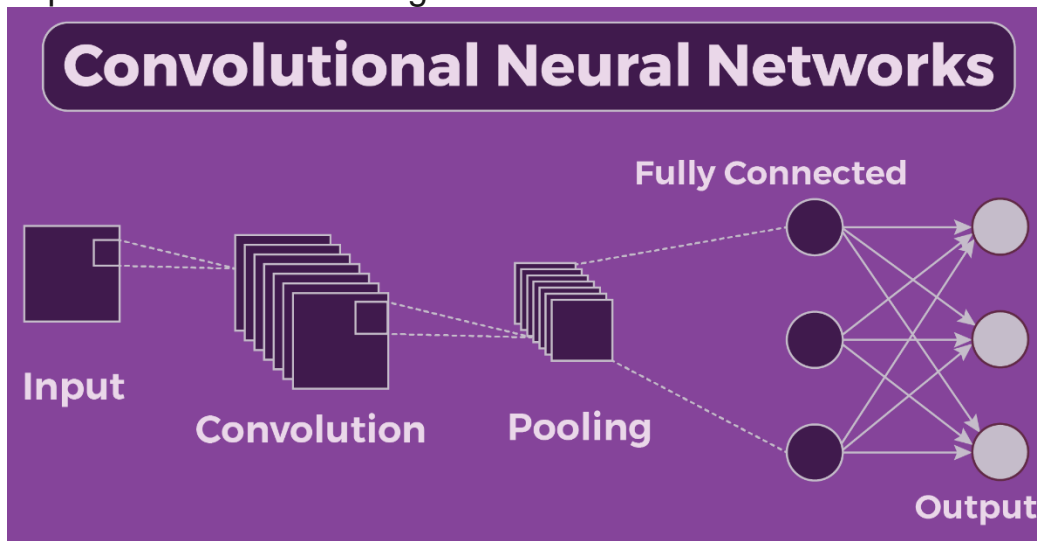 Convolutional Neural Networks
Fully Connected
Input
Convolution
Pooling
Output